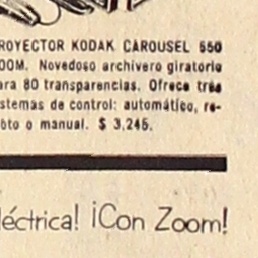 ROYECTOR KODAK CAROUSEL 550
OOM. Novedoso archivero giratorio
ara 80 transparencias. Ofrece tres
stemas de control: automático, re-
oto o manual. $ 3,245.
léctrica! ¡Con Zoom!